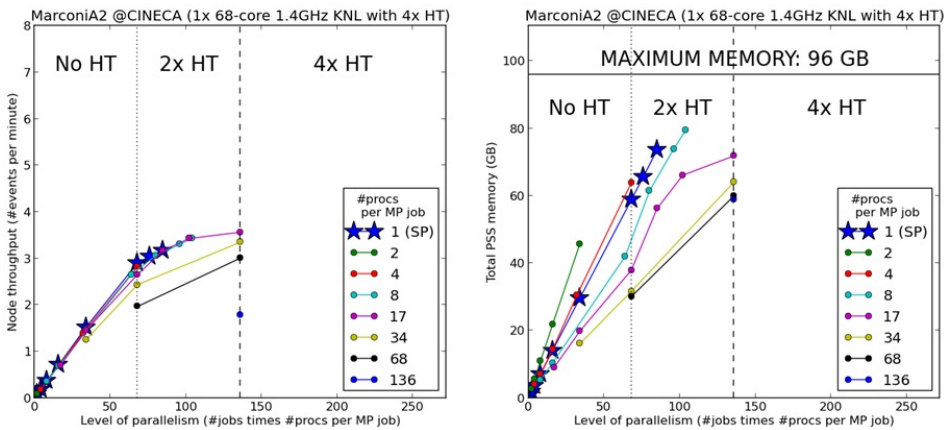 MarconiA2 @CINECA (1x 68-core 1.4GHz KNL with 4x HT)
Node throughput (#events per minute)
8
7
6
5
4
3
2
1
0
No HT
2x HT
4x HT
#procs
per MP job
1 (SP)
2
4
8
17
34
68
136
0
50
100
150
200
250
Level of parallelism (#jobs times #procs per MP job)
MarconiA2 @CINECA (1x 68-core 1.4GHz KNL with 4x HT)
Total PSS memory (GB)
100
80
60
40
20
0
MAXIMUM MEMORY: 96 GB
No HT
2x HT
4x HT
#procs
per MP job
1 (SP)
2
4
8
17
34
68
136
0
50
100
150
200
250
Level of parallelism (#jobs times #procs per MP job)